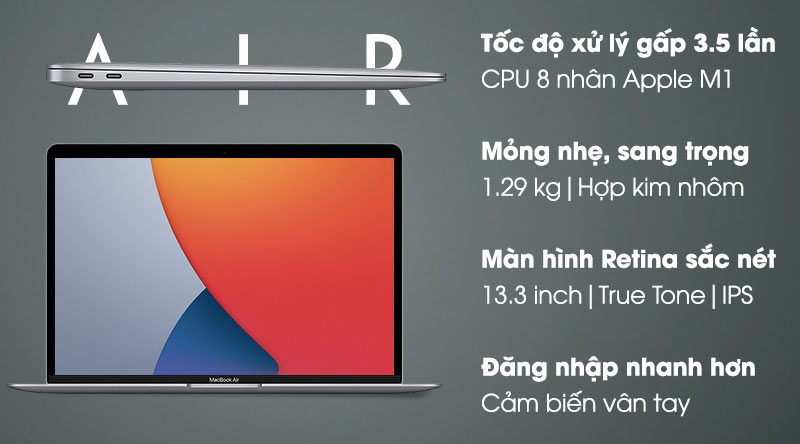 AIR
Tốc độ xử lý gấp 3.5 lần
CPU 8 nhân Apple M1
Mỏng nhẹ, sang trọng
1.29 kg | Hợp kim nhôm
Màn hình Retina sắc nét
13.3 inch | True Tone | IPS
Đăng nhập nhanh hơn
Cảm biến vân tay
MacBook Air